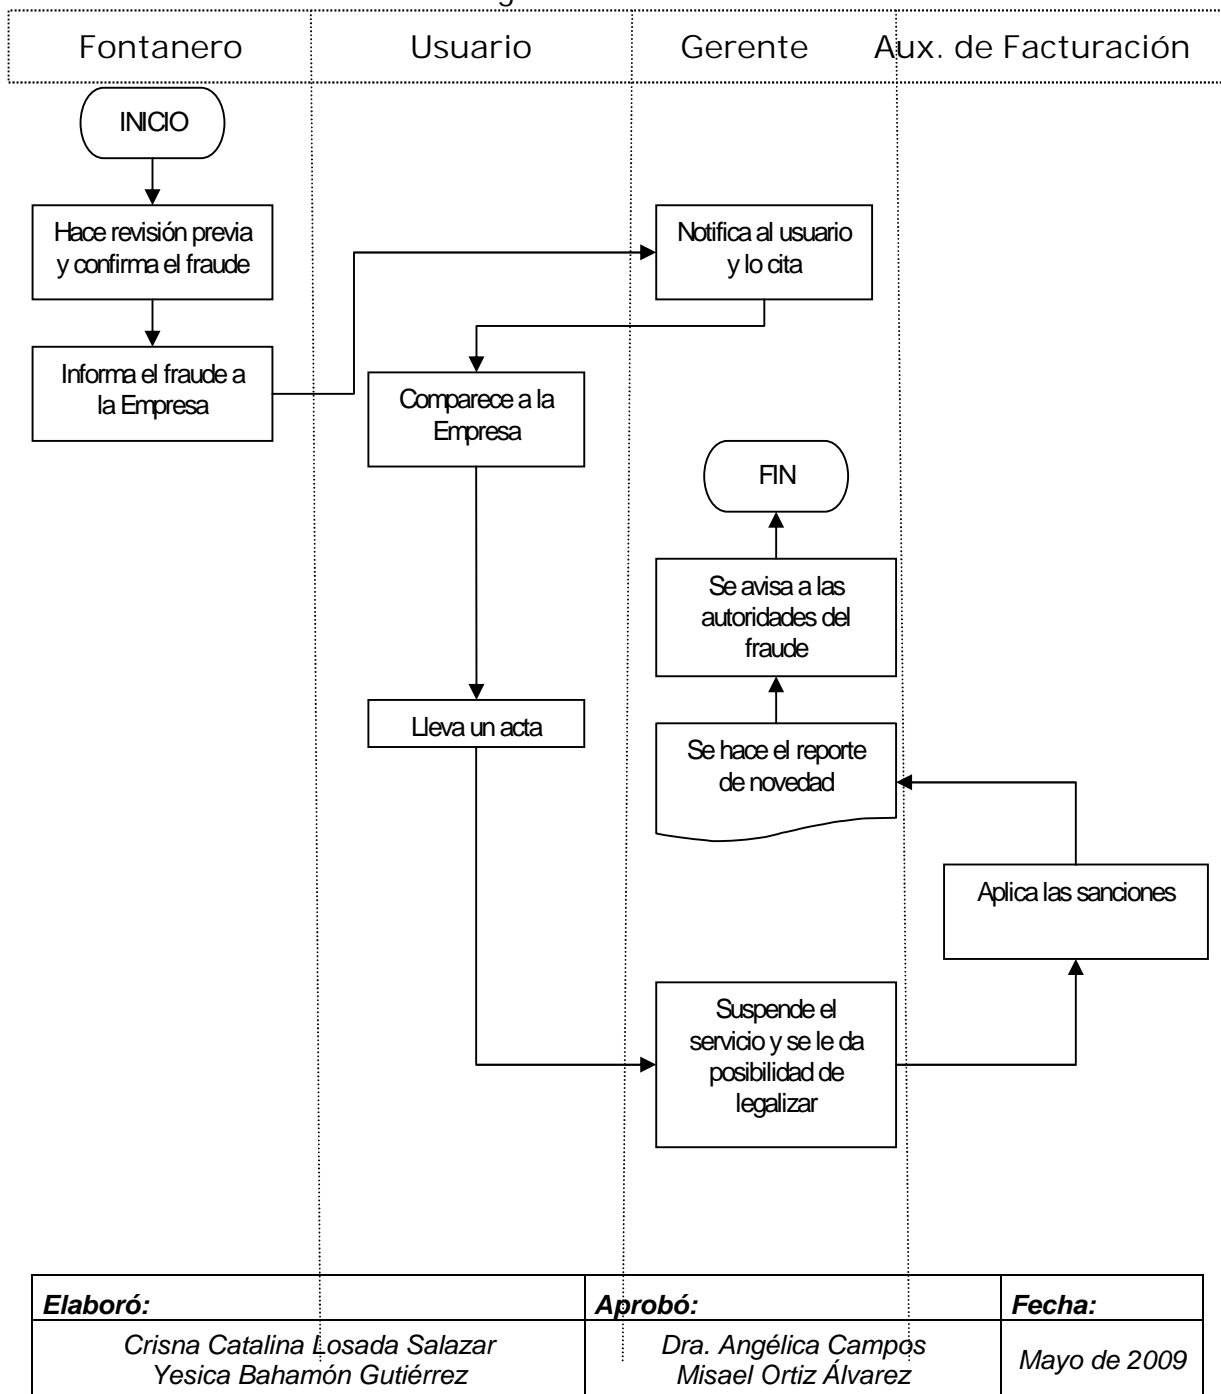 Fontanero
Usuario
Gerente
Aux. de Facturación
INICIO
Hace revisión previa
y confirma el fraude
Notifica al usuario
y lo cita
Informa el fraude a
la Empresa
Comparece a la
Empresa
FIN
Se avisa a las
autoridades del
fraude
Lleva un acta
Se hace el reporte
de novedad
Aplica las sanciones
Suspende el
servicio y se le da
posibilidad de
legalizar
Elaboró:
Aprobó:
Fecha:
Crisna Catalina Losada Salazar
Yesica Bahamón Gutiérrez
Dra. Angélica Campos
Misael Ortiz Álvarez
Mayo de 2009